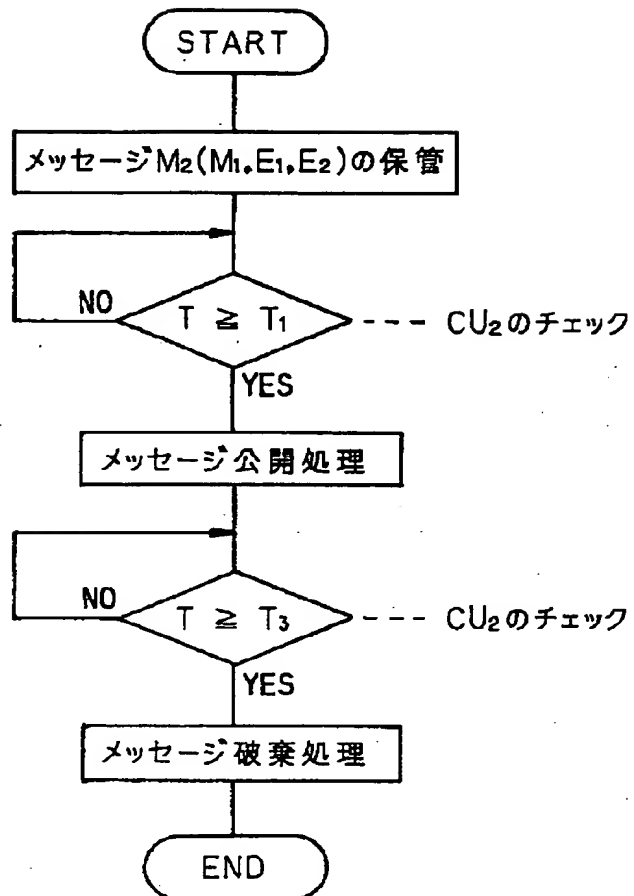 START
メッセージM₂(M₁,E₁,E₂)の保管
NO
T ≧ T₁
CU₂のチェック
YES
メッセージ公開処理
NO
T ≧ T₃
CU₂のチェック
YES
メッセージ破棄処理
END